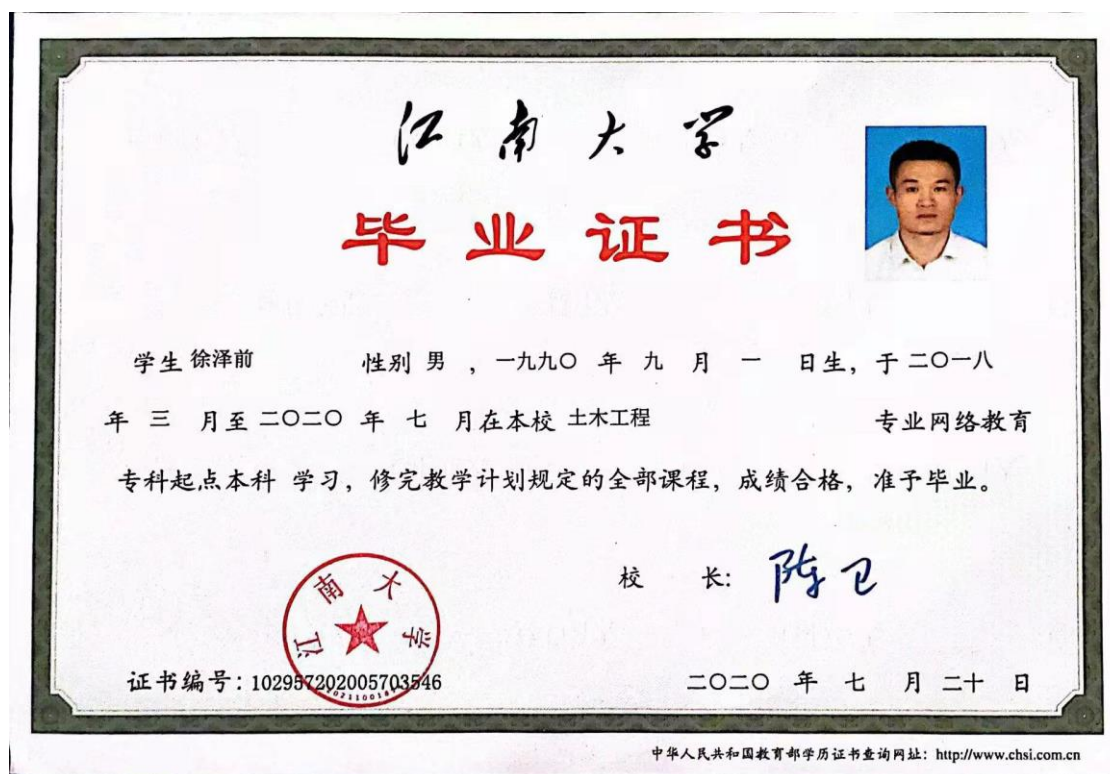 江南大学
毕业证书
学生 徐泽前 性别 男 ，一九九〇 年 九 月 一 日生，于 二〇一八
年 三 月至 二〇二〇 年 七 月在本校 土木工程 专业网络教育
专科起点本科 学习，修完教学计划规定的全部课程，成绩合格，准予毕业。
校 长: 陈卫
江南大学
证书编号：102957202005703546
二〇二〇 年 七 月 二十 日
中华人民共和国教育部学历证书查询网址：http://www.chsi.com.cn